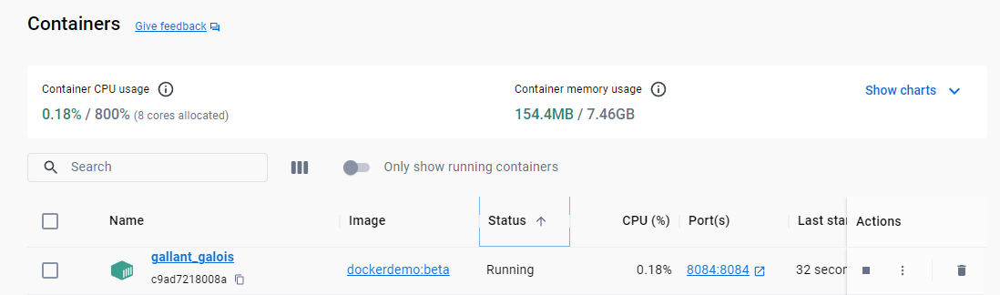 Containers Give feedback
Container CPU usage Container memory usage Show charts
0.18% / 800% (8 cores allocated) 154.4MB / 7.46GB
Search Only show running containers
Name Image Status CPU (%) Port(s) Last star Actions
gallant_galois
dockerdemo:beta Running 0.18% 8084:8084 32 secon
c9ad7218008a